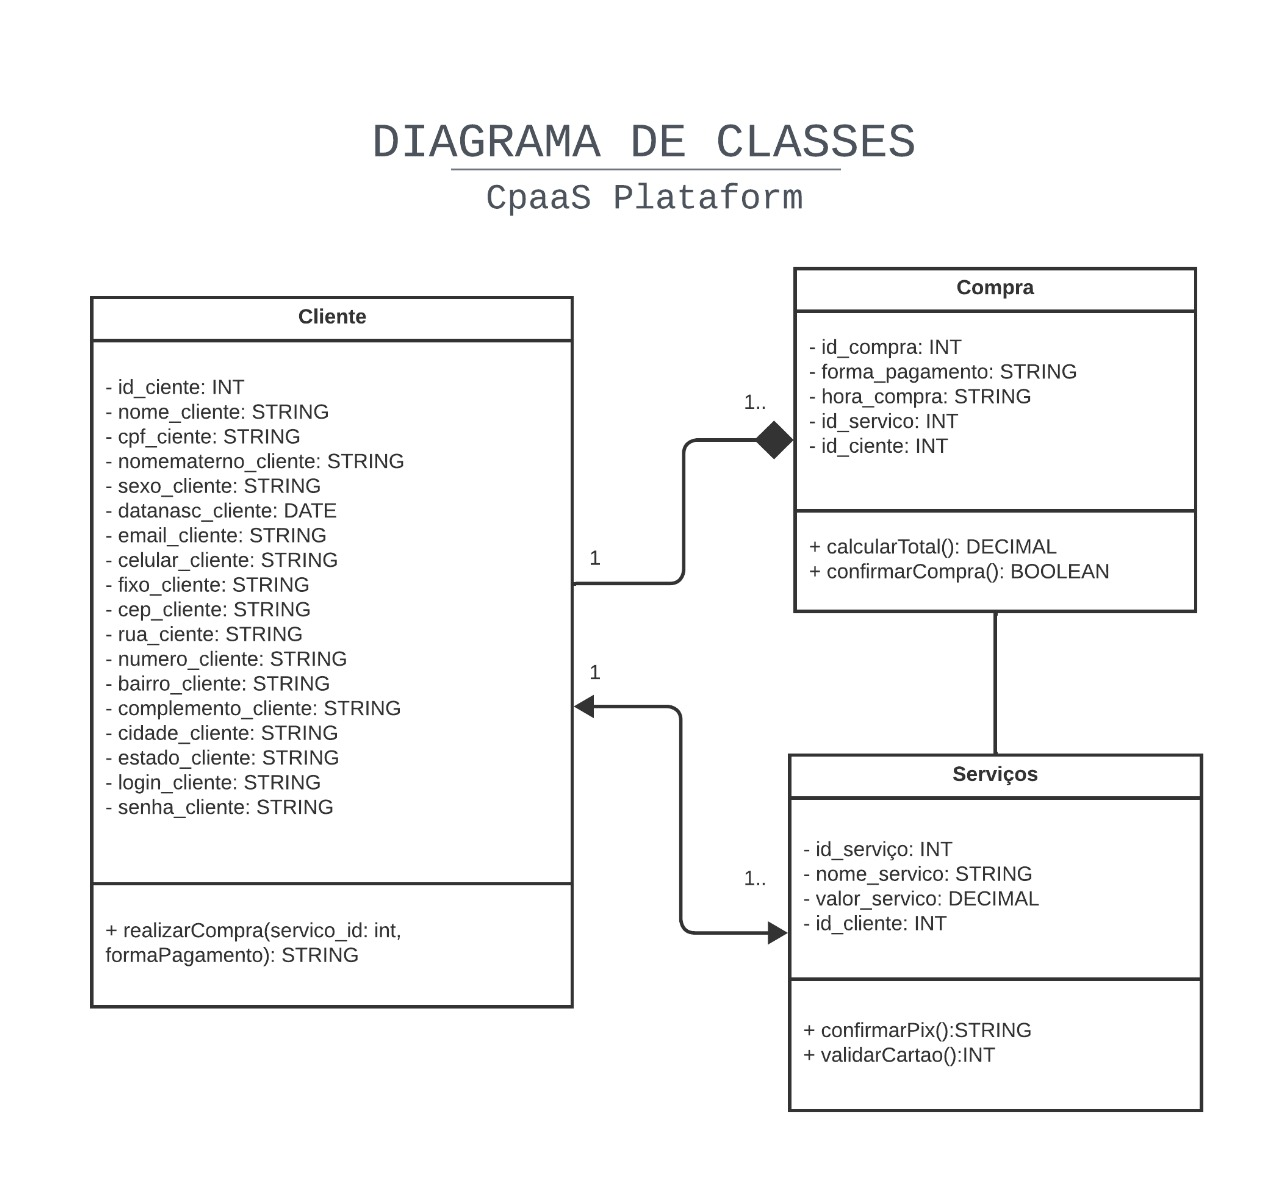 DIAGRAMA DE CLASSES
CpaaS Plataform
Cliente
- id_ciente: INT
- nome_cliente: STRING
- cpf_ciente: STRING
- nomematerno_cliente: STRING
- sexo_cliente: STRING
- datanasc_cliente: DATE
- email_cliente: STRING
- celular_cliente: STRING
- fixo_cliente: STRING
- cep_cliente: STRING
- rua_ciente: STRING
- numero_cliente: STRING
- bairro_cliente: STRING
- complemento_cliente: STRING
- cidade_cliente: STRING
- estado_cliente: STRING
- login_cliente: STRING
- senha_cliente: STRING
+ realizarCompra(servico_id: int,
formaPagamento): STRING
1
1..
1
1..
Compra
- id_compra: INT
- forma_pagamento: STRING
- hora_compra: STRING
- id_servico: INT
- id_ciente: INT
+ calcularTotal(): DECIMAL
+ confirmarCompra(): BOOLEAN
Serviços
- id_serviço: INT
- nome_servico: STRING
- valor_servico: DECIMAL
- id_cliente: INT
+ confirmarPix():STRING
+ validarCartao():INT